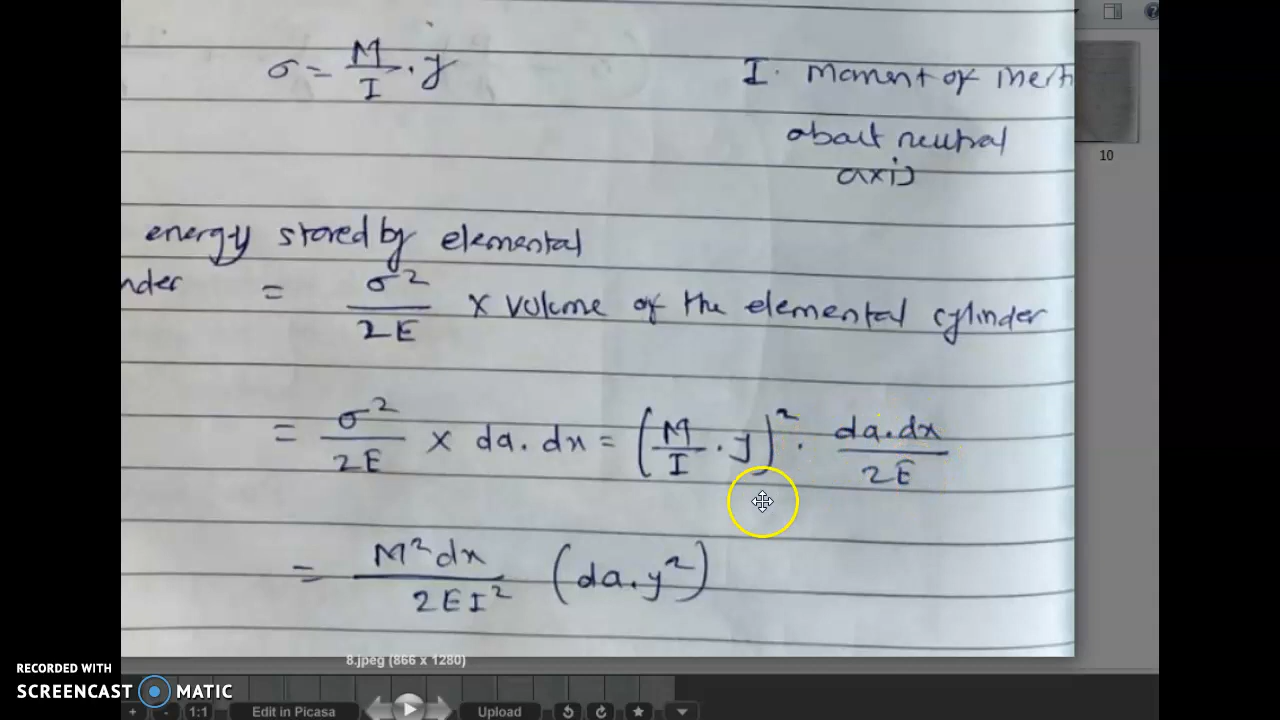 σ = M/I . y
I. Moment of inerti
about neutral
axis
10
energy stored by elemental
nder = σ²/2E × volume of the elemental cylinder
= σ²/2E × da.dx = (M/I . y)² . da.dx/2E
= M²dx/2EI² (da.y²)
8.jpeg (866 x 1280)
RECORDED WITH
SCREENCAST MATIC
+ - 1:1 Edit in Picasa Upload